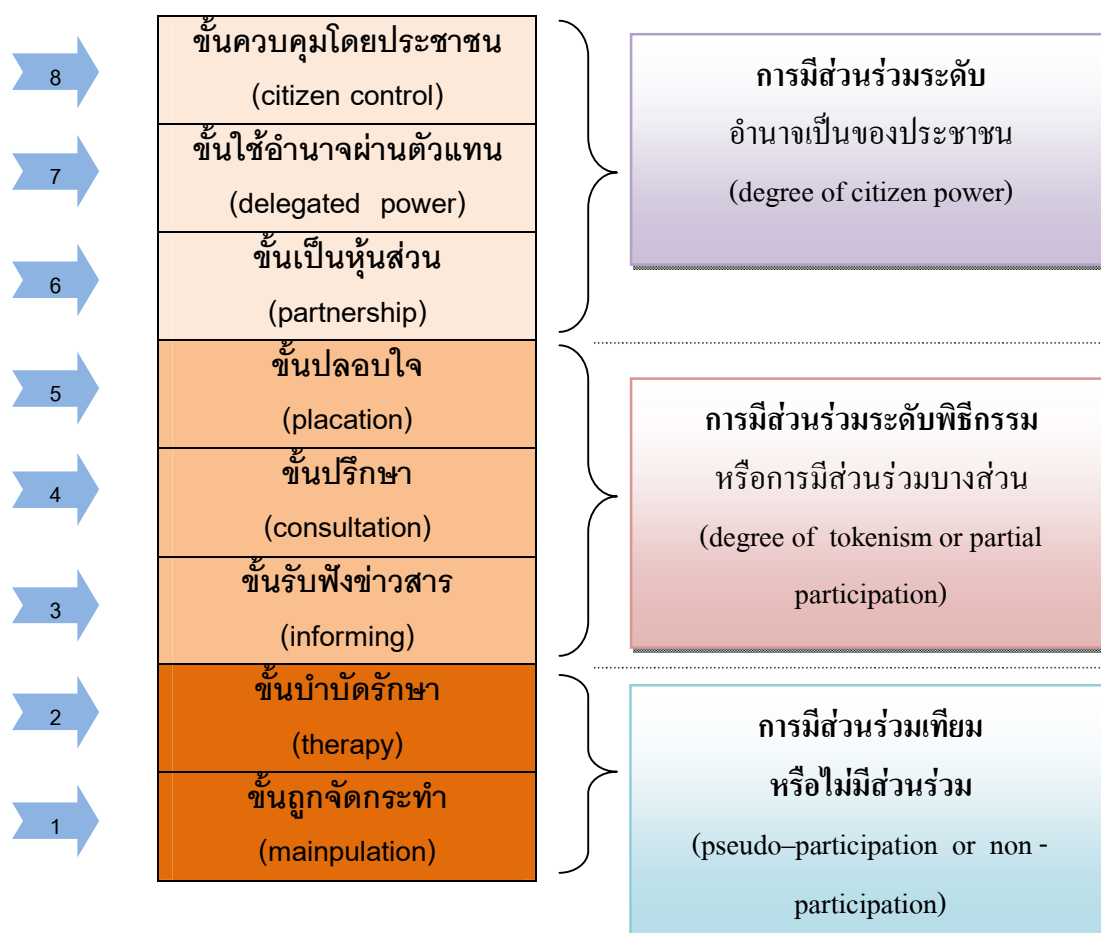 8
ขั้นควบคุมโดยประชาชน
(citizen control)
7
ขั้นใช้อำนาจผ่านตัวแทน
(delegated power)
6
ขั้นเป็นหุ้นส่วน
(partnership)
การมีส่วนร่วมระดับ
อำนาจเป็นของประชาชน
(degree of citizen power)
5
ขั้นปลอบใจ
(placation)
4
ขั้นปรึกษา
(consultation)
3
ขั้นรับฟังข่าวสาร
(informing)
การมีส่วนร่วมระดับพิธีกรรม
หรือการมีส่วนร่วมบางส่วน
(degree of tokenism or partial
participation)
2
ขั้นบำบัดรักษา
(therapy)
1
ขั้นถูกจัดกระทำ
(mainpulation)
การมีส่วนร่วมเทียม
หรือไม่มีส่วนร่วม
(pseudo–participation or non -
participation)